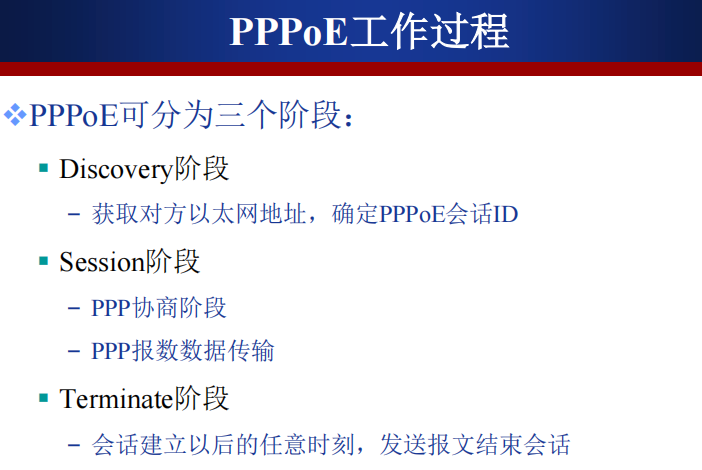 PPPoE工作过程
PPPoE可分为三个阶段：
Discovery阶段
– 获取对方以太网地址，确定PPPoE会话ID
Session阶段
– PPP协商阶段
– PPP报数数据传输
Terminate阶段
– 会话建立以后的任意时刻，发送报文结束会话